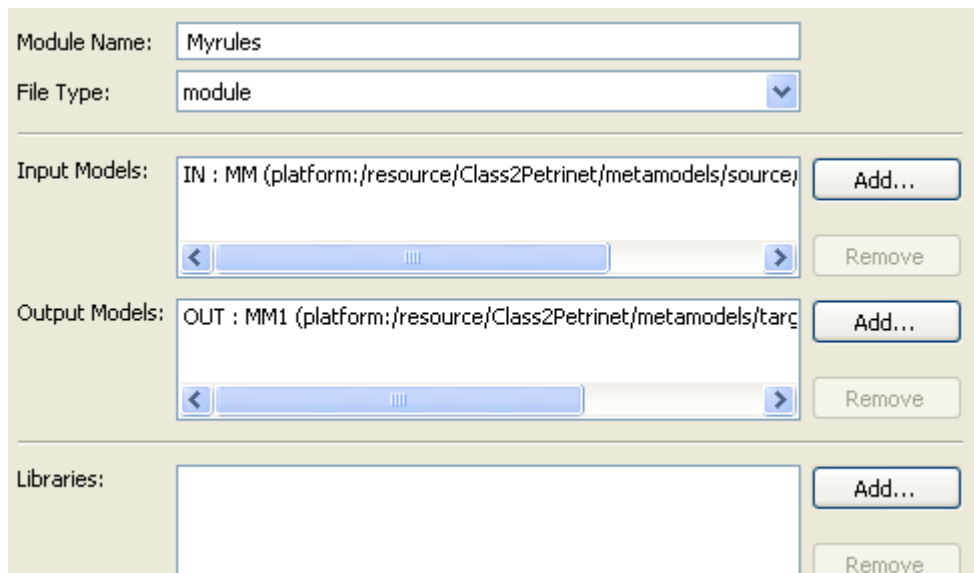 Module Name: Myrules
File Type: module
Input Models: IN : MM (platform:/resource/Class2Petrinet/metamodels/source/ Add...
Remove
Output Models: OUT : MM1 (platform:/resource/Class2Petrinet/metamodels/targ Add...
Remove
Libraries: Add...
Remove